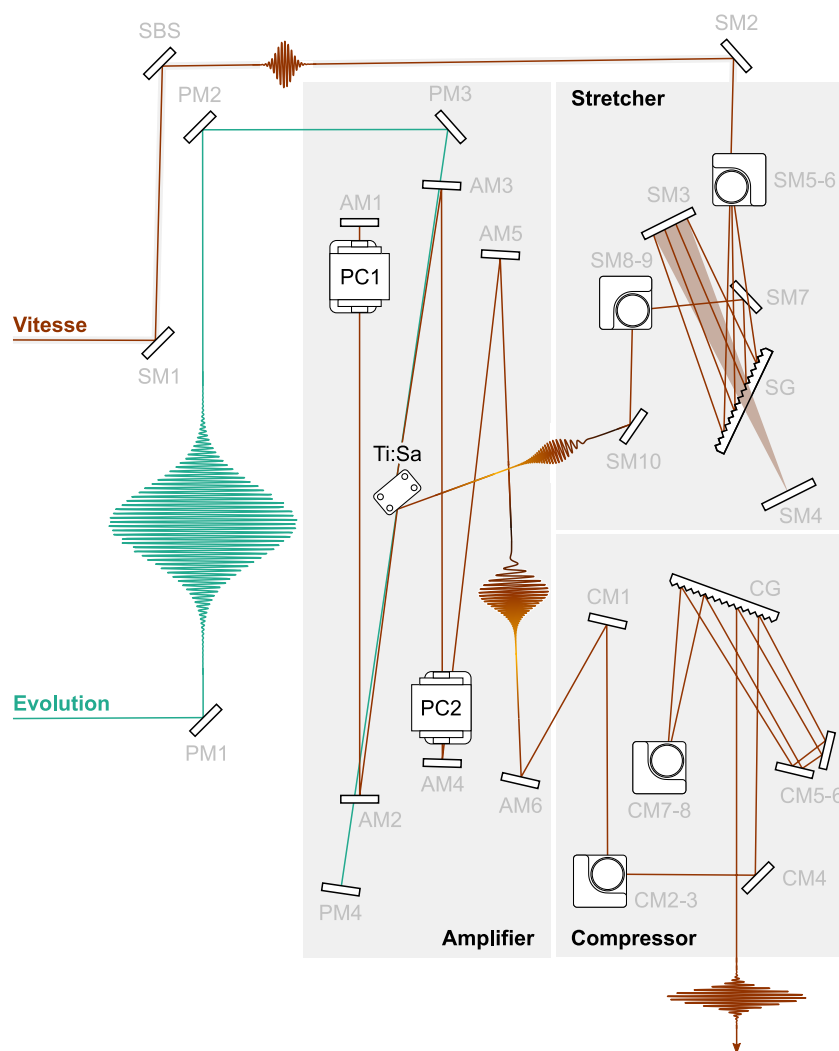 SBS
SM2
PM2
PM3
Stretcher
AM3
SM3
SM5-6
AM1
AM5
PC1
SM8-9
SM7
Vitesse
SM1
SG
Ti:Sa
SM10
SM4
CG
CM1
Evolution
PC2
PM1
AM4
AM6
CM7-8
CM5-6
AM2
PM4
CM2-3
CM4
Amplifier
Compressor